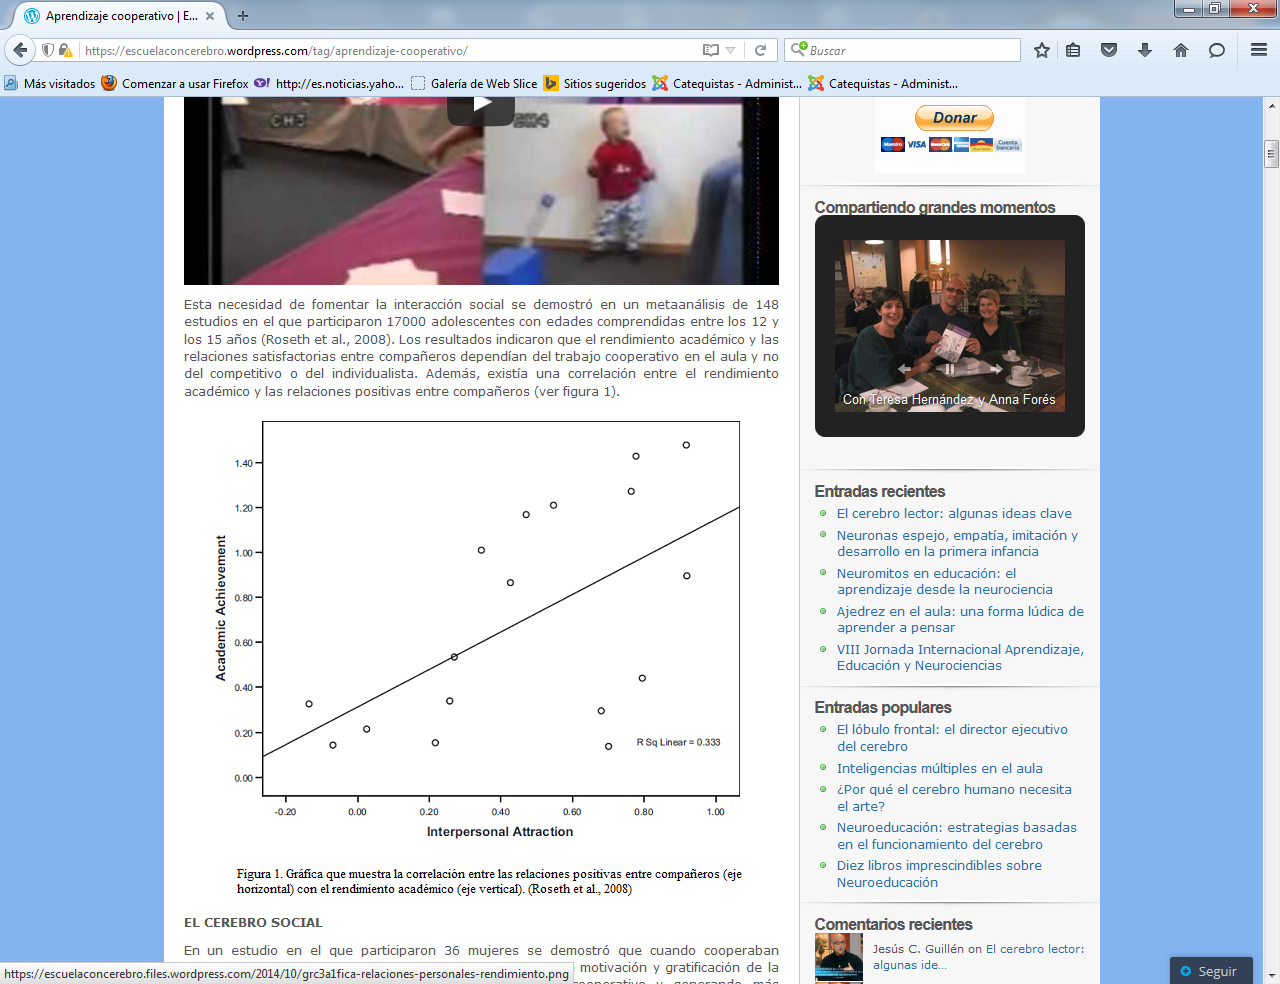 Aprendizaje cooperativo | E...
https://escuelaconcerebro.wordpress.com/tag/aprendizaje-cooperativo/
Buscar
Más visitados
Comenzar a usar Firefox
http://es.noticias.yaho...
Galería de Web Slice
Sitios sugeridos
Catequistas - Administ...
Catequistas - Administ...
CH3
CH4
Esta necesidad de fomentar la interacción social se demostró en un metaanálisis de 148
estudios en el que participaron 17000 adolescentes con edades comprendidas entre los 12 y
los 15 años (Roseth et al., 2008). Los resultados indicaron que el rendimiento académico y las
relaciones satisfactorias entre compañeros dependían del trabajo cooperativo en el aula y no
del competitivo o del individualista. Además, existía una correlación entre el rendimiento
académico y las relaciones positivas entre compañeros (ver figura 1).
Academic Achievement
1.40
1.20
1.00
0.80
0.60
0.40
0.20
0.00
R Sq Linear = 0.333
-0.20
0.00
0.20
0.40
0.60
0.80
1.00
Interpersonal Attraction
Figura 1. Gráfica que muestra la correlación entre las relaciones positivas entre compañeros (eje
horizontal) con el rendimiento académico (eje vertical). (Roseth et al., 2008)
EL CEREBRO SOCIAL
En un estudio en el que participaron 36 mujeres se demostró que cuando cooperaban
motivación y gratificación de la
cooperativo y generando más
https://escuelaconcerebro.files.wordpress.com/2014/10/grc3a1fica-relaciones-personales-rendimiento.png
Donar
Maestro
VISA
MasterCard
Cuenta
bancaria
Compartiendo grandes momentos
Con Teresa Hernández y Anna Forés
Entradas recientes
El cerebro lector: algunas ideas clave
Neuronas espejo, empatía, imitación y
desarrollo en la primera infancia
Neuromitos en educación: el
aprendizaje desde la neurociencia
Ajedrez en el aula: una forma lúdica de
aprender a pensar
VIII Jornada Internacional Aprendizaje,
Educación y Neurociencias
Entradas populares
El lóbulo frontal: el director ejecutivo
del cerebro
Inteligencias múltiples en el aula
¿Por qué el cerebro humano necesita
el arte?
Neuroeducación: estrategias basadas
en el funcionamiento del cerebro
Diez libros imprescindibles sobre
Neuroeducación
Comentarios recientes
Jesús C. Guillén on El cerebro lector:
algunas ide...
Seguir